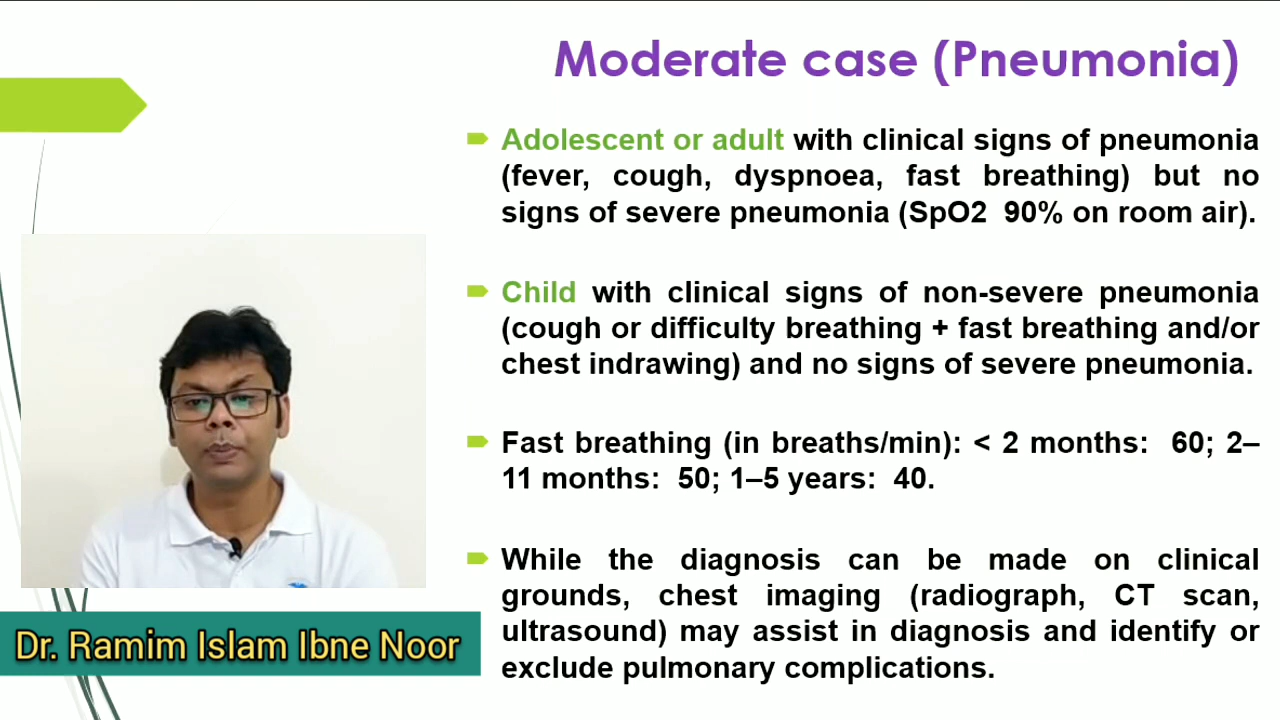 Moderate case (Pneumonia)
Adolescent or adult with clinical signs of pneumonia
(fever, cough, dyspnoea, fast breathing) but no
signs of severe pneumonia (SpO2 90% on room air).
Child with clinical signs of non-severe pneumonia
(cough or difficulty breathing + fast breathing and/or
chest indrawing) and no signs of severe pneumonia.
Fast breathing (in breaths/min): < 2 months: 60; 2–
11 months: 50; 1–5 years: 40.
While the diagnosis can be made on clinical
grounds, chest imaging (radiograph, CT scan,
ultrasound) may assist in diagnosis and identify or
exclude pulmonary complications.
Dr. Ramim Islam Ibne Noor